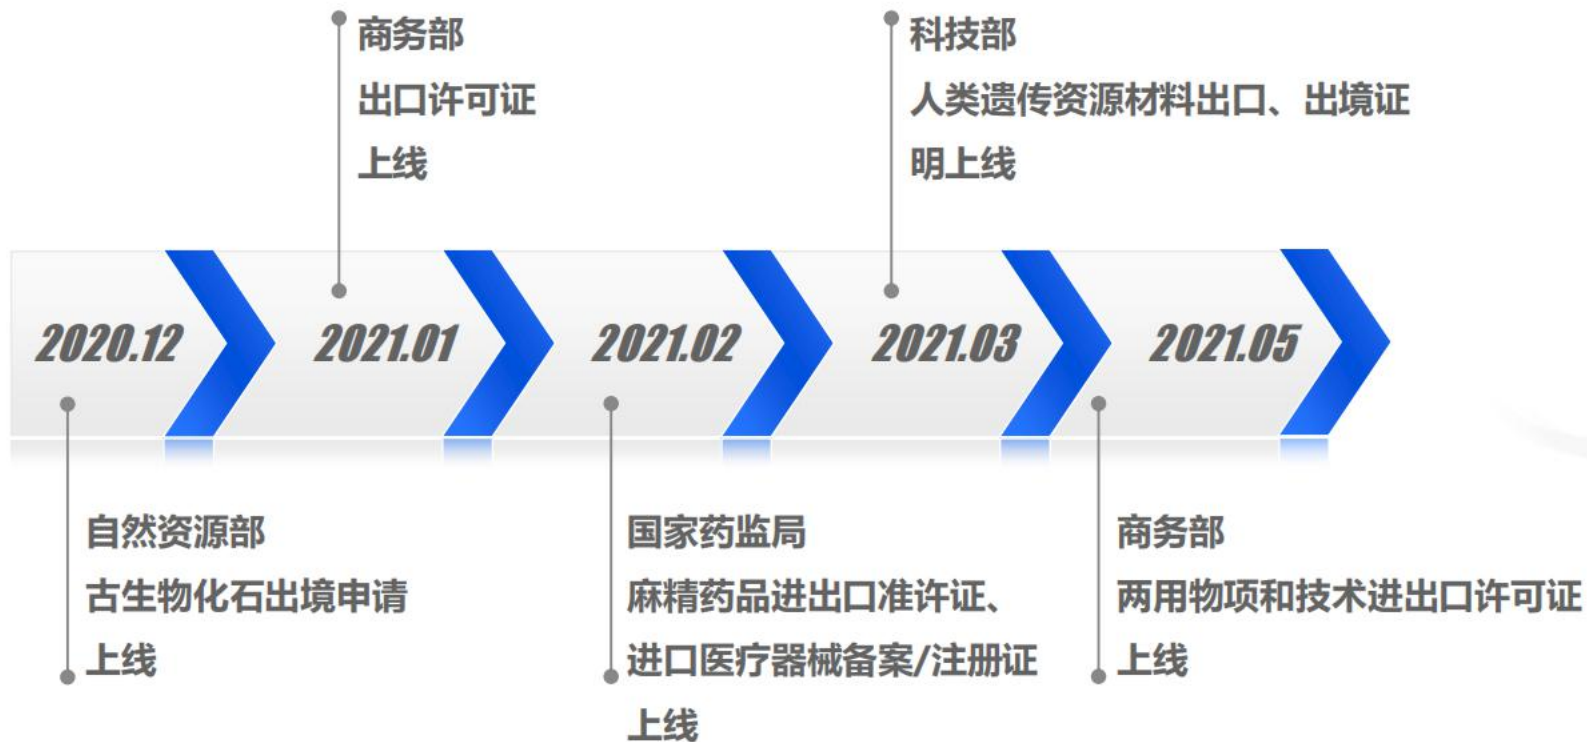 商务部
出口许可证
上线
科技部
人类遗传资源材料出口、出境证
明上线
2020.12
2021.01
2021.02
2021.03
2021.05
自然资源部
古生物化石出境申请
上线
国家药监局
麻精药品进出口准许证、
进口医疗器械备案/注册证
上线
商务部
两用物项和技术进出口许可证
上线